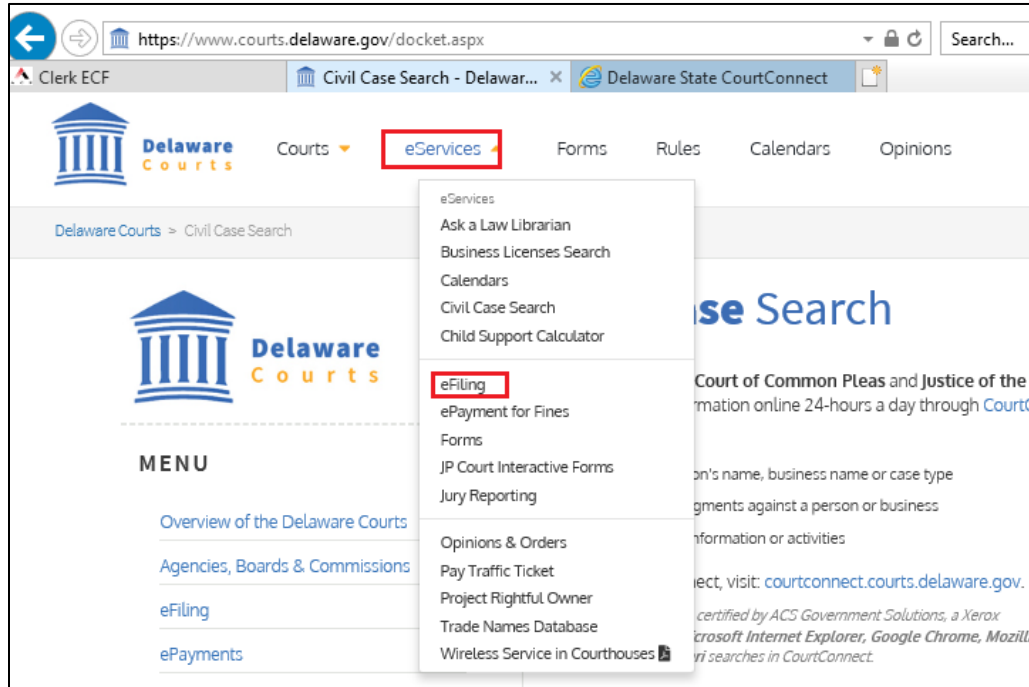 https://www.courts.delaware.gov/docket.aspx
Search...
Clerk ECF
Civil Case Search - Delawar...
Delaware State CourtConnect
Delaware
Courts
Courts
eServices
Forms
Rules
Calendars
Opinions
Delaware Courts > Civil Case Search
eServices
Ask a Law Librarian
Business Licenses Search
Calendars
Civil Case Search
Child Support Calculator
eFiling
ePayment for Fines
Forms
JP Court Interactive Forms
Jury Reporting
Opinions & Orders
Pay Traffic Ticket
Project Rightful Owner
Trade Names Database
Wireless Service in Courthouses
Delaware
Courts
MENU
Overview of the Delaware Courts
Agencies, Boards & Commissions
eFiling
ePayments
se Search
Court of Common Pleas and Justice of the
rmation online 24-hours a day through Court
on's name, business name or case type
gments against a person or business
nformation or activities
ect, visit: courtconnect.courts.delaware.gov.
certified by ACS Government Solutions, a Xerox
crosoft Internet Explorer, Google Chrome, Mozill
ri searches in CourtConnect.